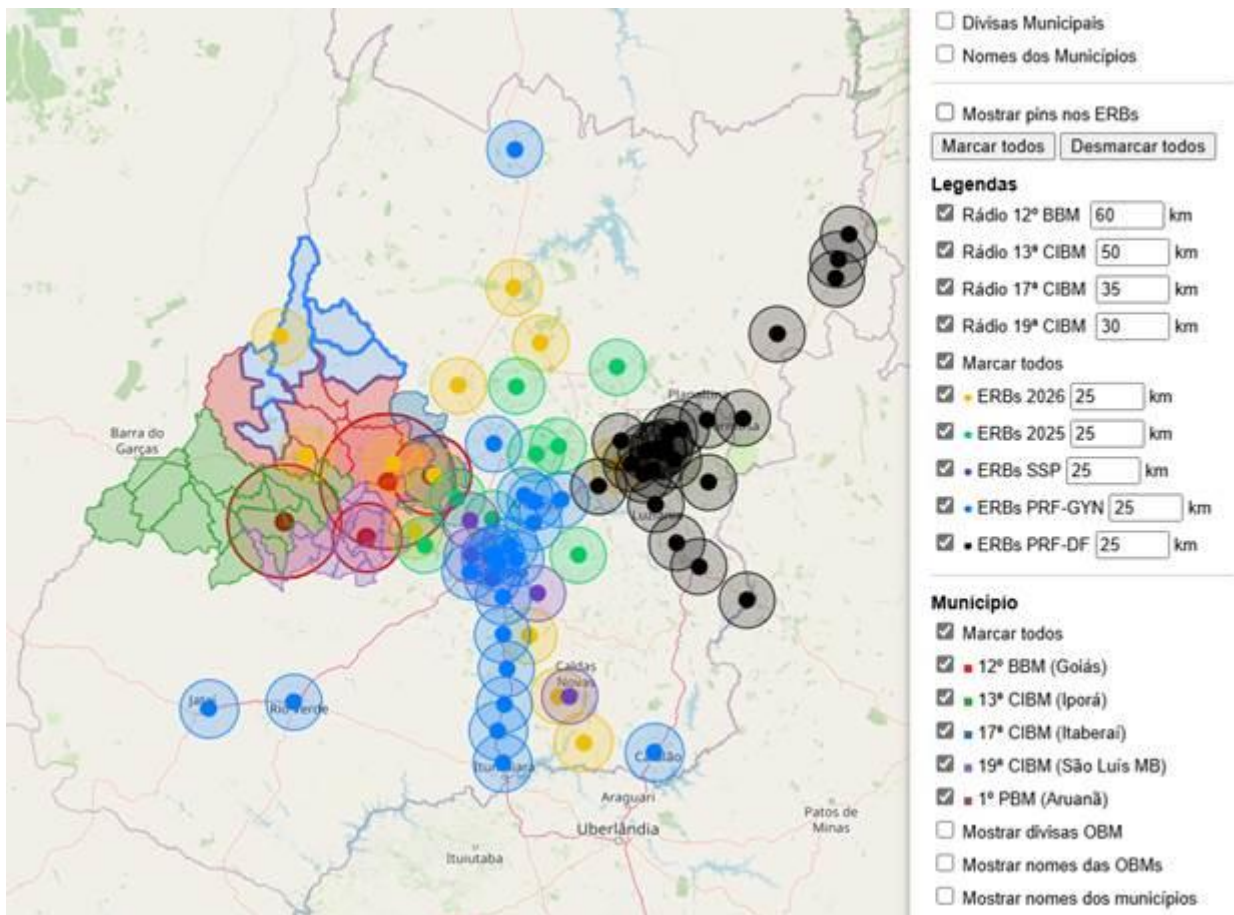 Divisas Municipais
Nomes dos Municípios
Mostrar pins nos ERBs
Marcar todos Desmarcar todos
Legendas
Rádio 12º BBM 60 km
Rádio 13ª CIBM 50 km
Rádio 17ª CIBM 35 km
Rádio 19ª CIBM 30 km
Marcar todos
ERBs 2026 25 km
ERBs 2025 25 km
ERBs SSP 25 km
ERBs PRF-GYN 25 km
ERBs PRF-DF 25 km
Município
Marcar todos
12º BBM (Goiás)
13ª CIBM (Iporá)
17ª CIBM (Itaberaí)
19ª CIBM (São Luís MB)
1º PBM (Aruanã)
Mostrar divisas OBM
Mostrar nomes das OBMs
Mostrar nomes dos municípios
Barra do
Garças
Caldas
Novas
Jataí
Rio Verde
Catalão
Araguari
Uberlândia
Patos de
Minas
Ituiutaba